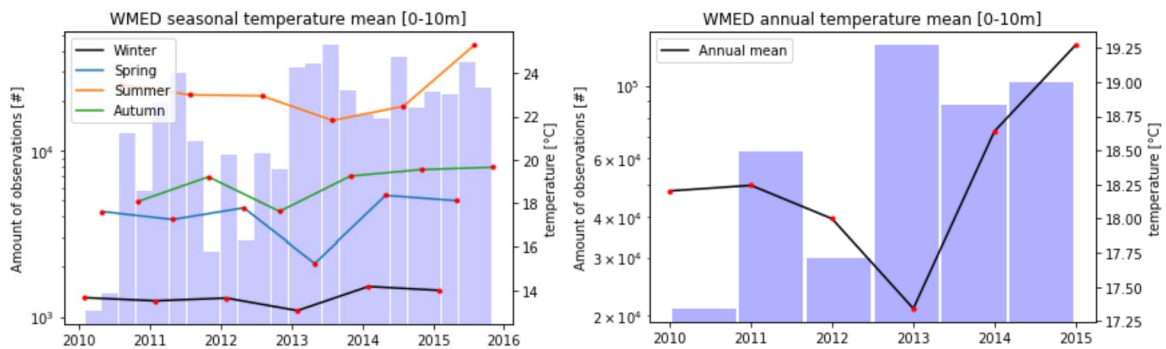 WMED seasonal temperature mean [0-10m]
Winter
Spring
Summer
Autumn
Amount of observations [#]
10⁴
10³
24
22
20
18
16
14
temperature [°C]
2010 2011 2012 2013 2014 2015 2016
WMED annual temperature mean [0-10m]
Annual mean
Amount of observations [#]
10⁵
6 × 10⁴
4 × 10⁴
3 × 10⁴
2 × 10⁴
19.25
19.00
18.75
18.50
18.25
18.00
17.75
17.50
17.25
temperature [°C]
2010 2011 2012 2013 2014 2015